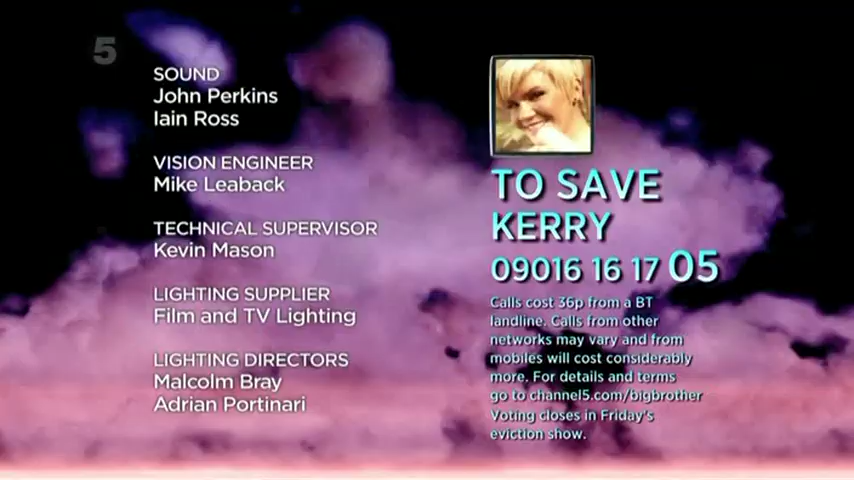 5
SOUND
John Perkins
Iain Ross
VISION ENGINEER
Mike Leaback
TECHNICAL SUPERVISOR
Kevin Mason
LIGHTING SUPPLIER
Film and TV Lighting
LIGHTING DIRECTORS
Malcolm Bray
Adrian Portinari
TO SAVE
KERRY
09016 16 17 05
Calls cost 36p from a BT
landline. Calls from other
networks may vary and from
mobiles will cost considerably
more. For details and terms
go to channel5.com/bigbrother
Voting closes in Friday's
eviction show.